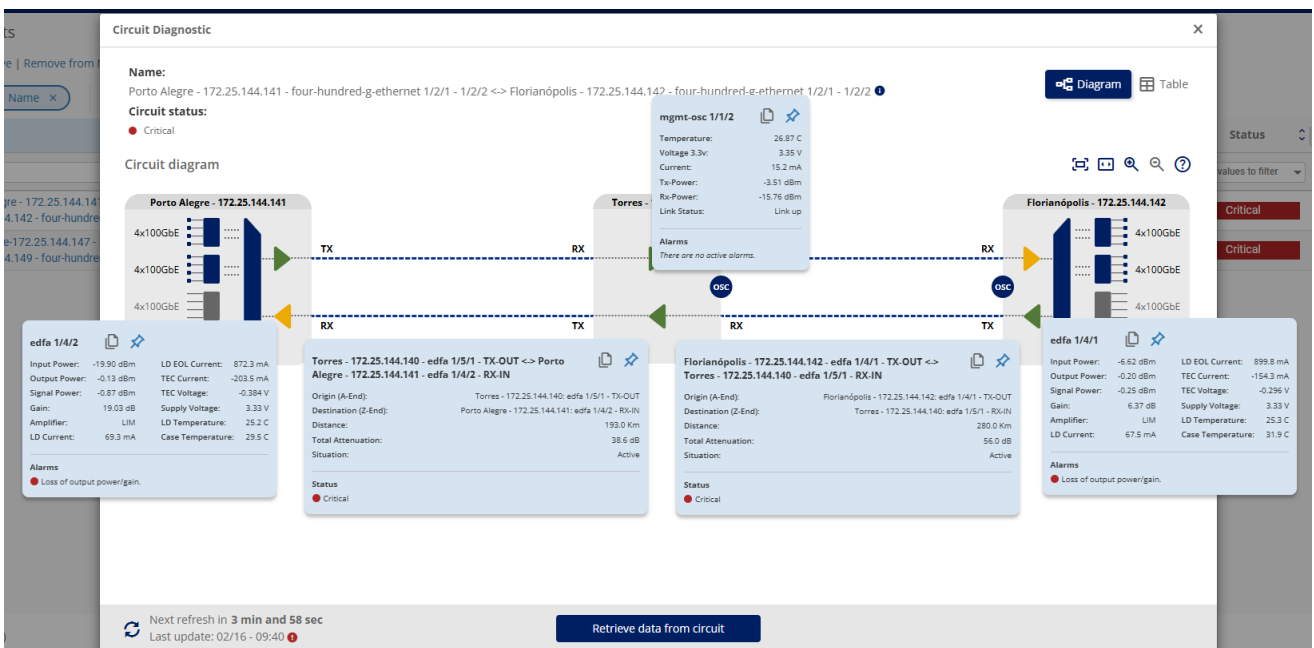 ts
Circuit Diagnostic
×
e | Remove from
Name ×
Name:
Porto Alegre - 172.25.144.141 - four-hundred-g-ethernet 1/2/1 - 1/2/2 <-> Florianópolis - 172.25.144.142 - four-hundred-g-ethernet 1/2/1 - 1/2/2
Diagram
Table
Circuit status:
Critical
Circuit diagram
Status
values to filter
gre - 172.25.144.14
4.142 - four-hundre
e-172.25.144.147 -
4.149 - four-hundre
Critical
Critical
mgmt-osc 1/1/2
Temperature: 26.87 C
Voltage 3.3v: 3.35 V
Current: 15.2 mA
Tx-Power: -3.51 dBm
Rx-Power: -15.76 dBm
Link Status: Link up
Alarms
There are no active alarms.
Porto Alegre - 172.25.144.141
Torres -
Florianópolis - 172.25.144.142
4x100GbE
4x100GbE
4x100GbE
TX
RX
RX
4x100GbE
4x100GbE
4x100GbE
OSC
OSC
RX
TX
RX
TX
edfa 1/4/2
Input Power: -19.90 dBm LD EOL Current: 872.3 mA
Output Power: -0.13 dBm TEC Current: -203.5 mA
Signal Power: -0.87 dBm TEC Voltage: -0.384 V
Gain: 19.03 dB Supply Voltage: 3.33 V
Amplifier: LIM LD Temperature: 25.2 C
LD Current: 69.3 mA Case Temperature: 29.5 C
Alarms
Loss of output power/gain.
Torres - 172.25.144.140 - edfa 1/5/1 - TX-OUT <-> Porto
Alegre - 172.25.144.141 - edfa 1/4/2 - RX-IN
Origin (A-End): Torres - 172.25.144.140: edfa 1/5/1 - TX-OUT
Destination (Z-End): Porto Alegre - 172.25.144.141: edfa 1/4/2 - RX-IN
Distance: 193.0 Km
Total Attenuation: 38.6 dB
Situation: Active
Status
Critical
Florianópolis - 172.25.144.142 - edfa 1/4/1 - TX-OUT <->
Torres - 172.25.144.140 - edfa 1/5/1 - RX-IN
Origin (A-End): Florianópolis - 172.25.144.142: edfa 1/4/1 - TX-OUT
Destination (Z-End): Torres - 172.25.144.140: edfa 1/5/1 - RX-IN
Distance: 280.0 Km
Total Attenuation: 56.0 dB
Situation: Active
Status
Critical
edfa 1/4/1
Input Power: -6.62 dBm LD EOL Current: 899.8 mA
Output Power: -0.20 dBm TEC Current: -154.3 mA
Signal Power: -0.25 dBm TEC Voltage: -0.296 V
Gain: 6.37 dB Supply Voltage: 3.33 V
Amplifier: LIM LD Temperature: 25.3 C
LD Current: 67.5 mA Case Temperature: 31.9 C
Alarms
Loss of output power/gain.
Next refresh in 3 min and 58 sec
Last update: 02/16 - 09:40
Retrieve data from circuit